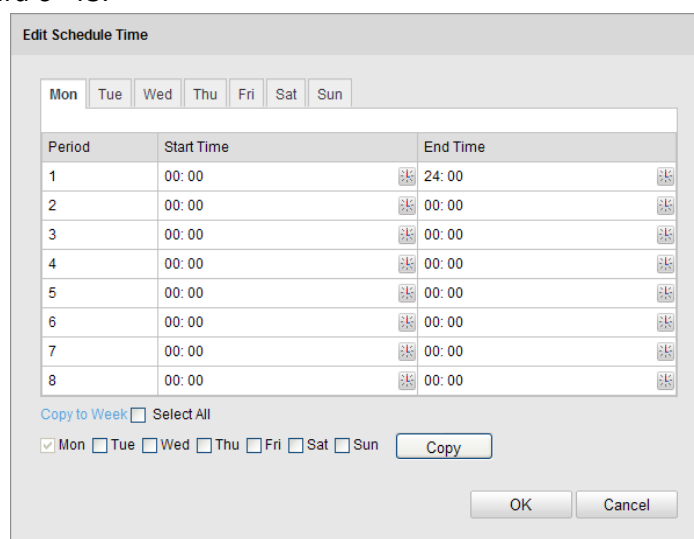 Edit Schedule Time
Mon Tue Wed Thu Fri Sat Sun
Period Start Time End Time
1 00: 00 24: 00
2 00: 00 00: 00
3 00: 00 00: 00
4 00: 00 00: 00
5 00: 00 00: 00
6 00: 00 00: 00
7 00: 00 00: 00
8 00: 00 00: 00
Copy to Week Select All
Mon Tue Wed Thu Fri Sat Sun Copy
OK Cancel